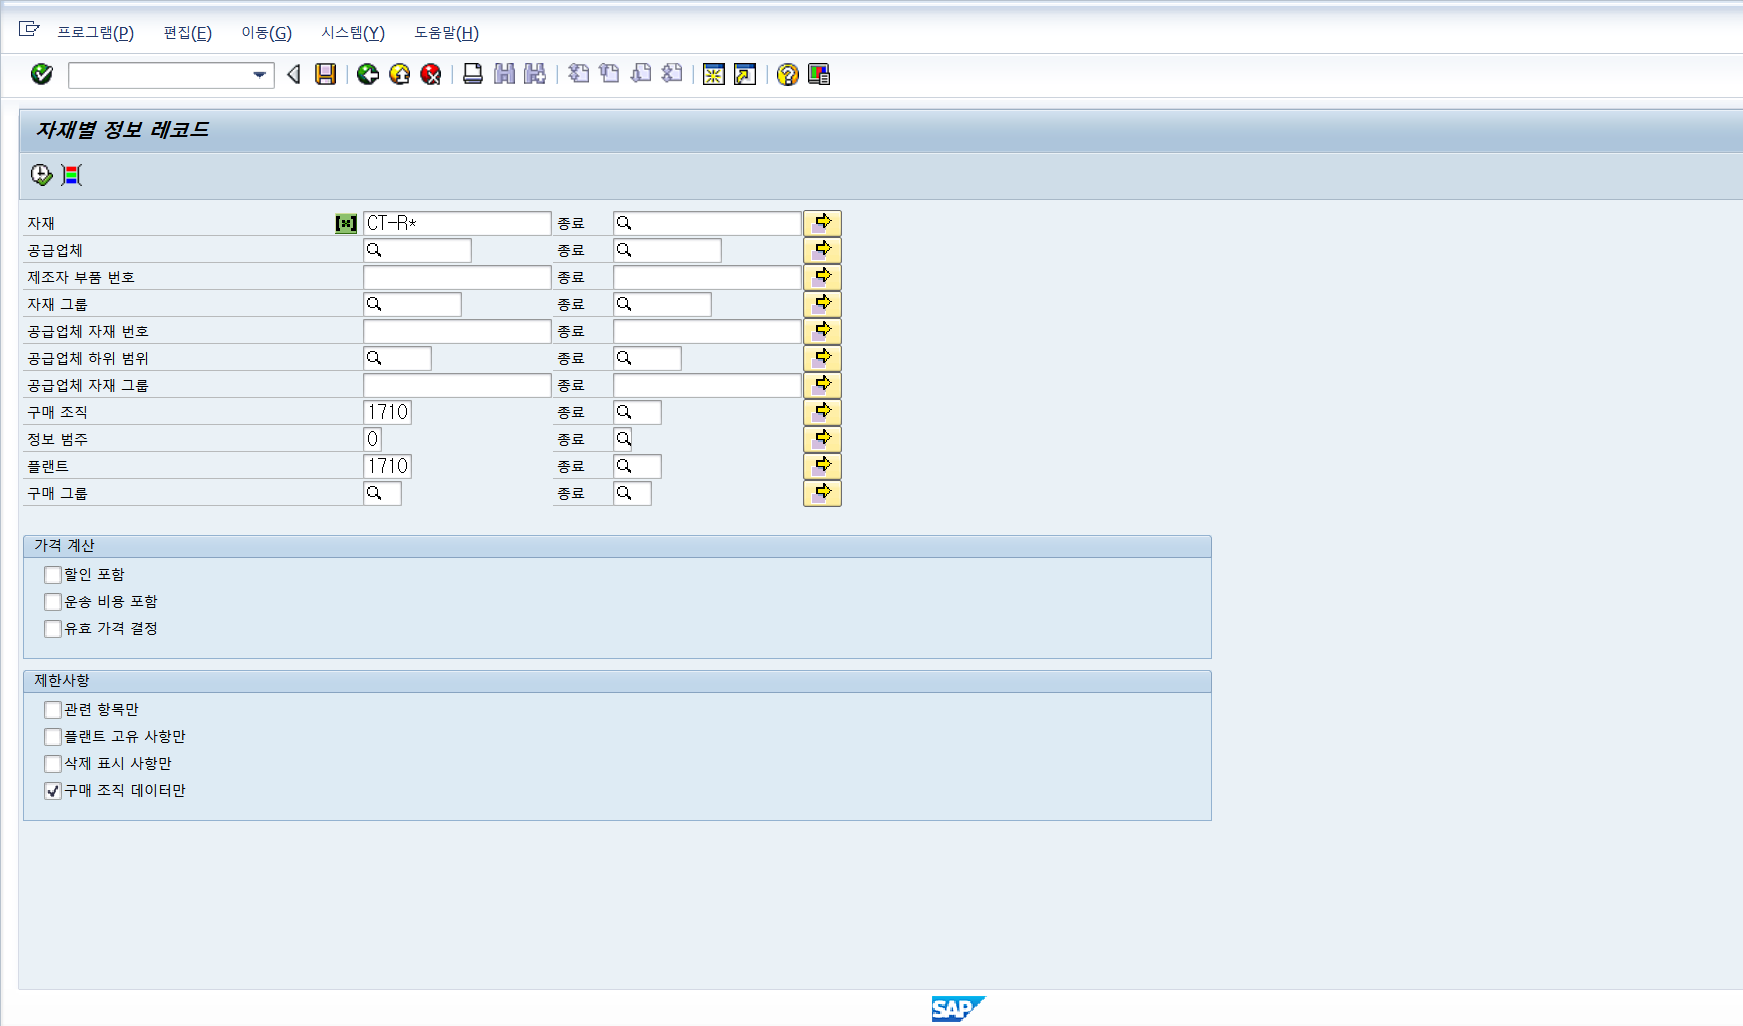 프로그램(P) 편집(E) 이동(G) 시스템(Y) 도움말(H)
자재별 정보 레코드
자재 CT-R* 종료
공급업체 종료
제조자 부품 번호 종료
자재 그룹 종료
공급업체 자재 번호 종료
공급업체 하위 범위 종료
공급업체 자재 그룹 종료
구매 조직 1710 종료
정보 범주 0 종료
플랜트 1710 종료
구매 그룹 종료
가격 계산
할인 포함
운송 비용 포함
유효 가격 결정
제한사항
관련 항목만
플랜트 고유 사항만
삭제 표시 사항만
구매 조직 데이터만
SAP